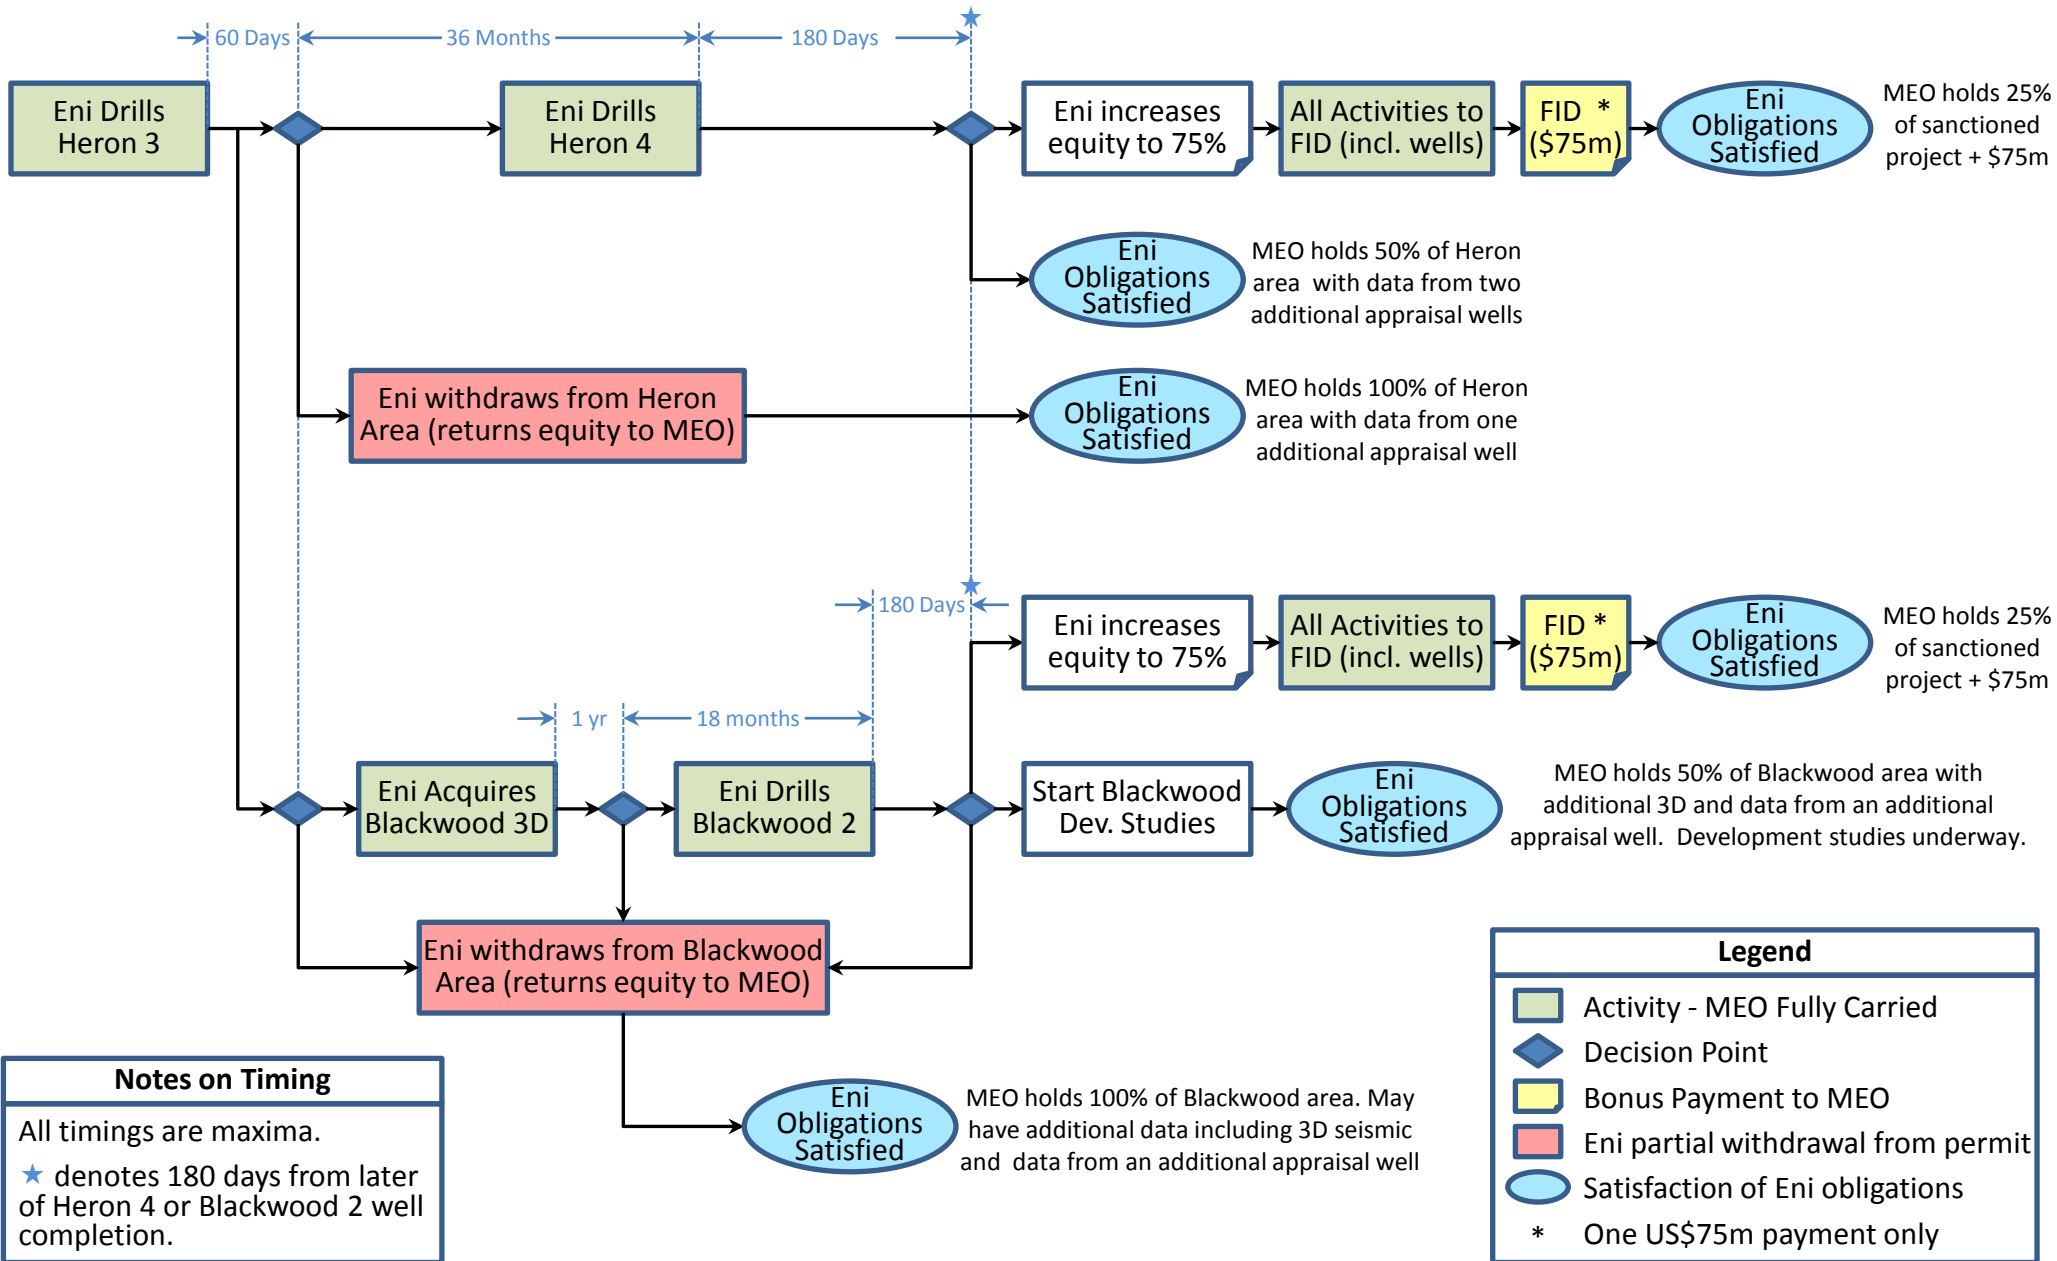 60 Days
36 Months
180 Days
Eni Drills
Heron 3
Eni Drills
Heron 4
Eni increases
equity to 75%
All Activities to
FID (incl. wells)
FID *
($75m)
Eni
Obligations
Satisfied
MEO holds 25%
of sanctioned
project + $75m
Eni
Obligations
Satisfied
MEO holds 50% of Heron
area with data from two
additional appraisal wells
Eni withdraws from Heron
Area (returns equity to MEO)
Eni
Obligations
Satisfied
MEO holds 100% of Heron
area with data from one
additional appraisal well
180 Days
Eni increases
equity to 75%
All Activities to
FID (incl. wells)
FID *
($75m)
Eni
Obligations
Satisfied
MEO holds 25%
of sanctioned
project + $75m
1 yr
18 months
Eni Acquires
Blackwood 3D
Eni Drills
Blackwood 2
Start Blackwood
Dev. Studies
Eni
Obligations
Satisfied
MEO holds 50% of Blackwood area with
additional 3D and data from an additional
appraisal well. Development studies underway.
Eni withdraws from Blackwood
Area (returns equity to MEO)
Eni
Obligations
Satisfied
MEO holds 100% of Blackwood area. May
have additional data including 3D seismic
and data from an additional appraisal well
Notes on Timing
All timings are maxima.
★ denotes 180 days from later
of Heron 4 or Blackwood 2 well
completion.
Legend
Activity - MEO Fully Carried
Decision Point
Bonus Payment to MEO
Eni partial withdrawal from permit
Satisfaction of Eni obligations
* One US$75m payment only